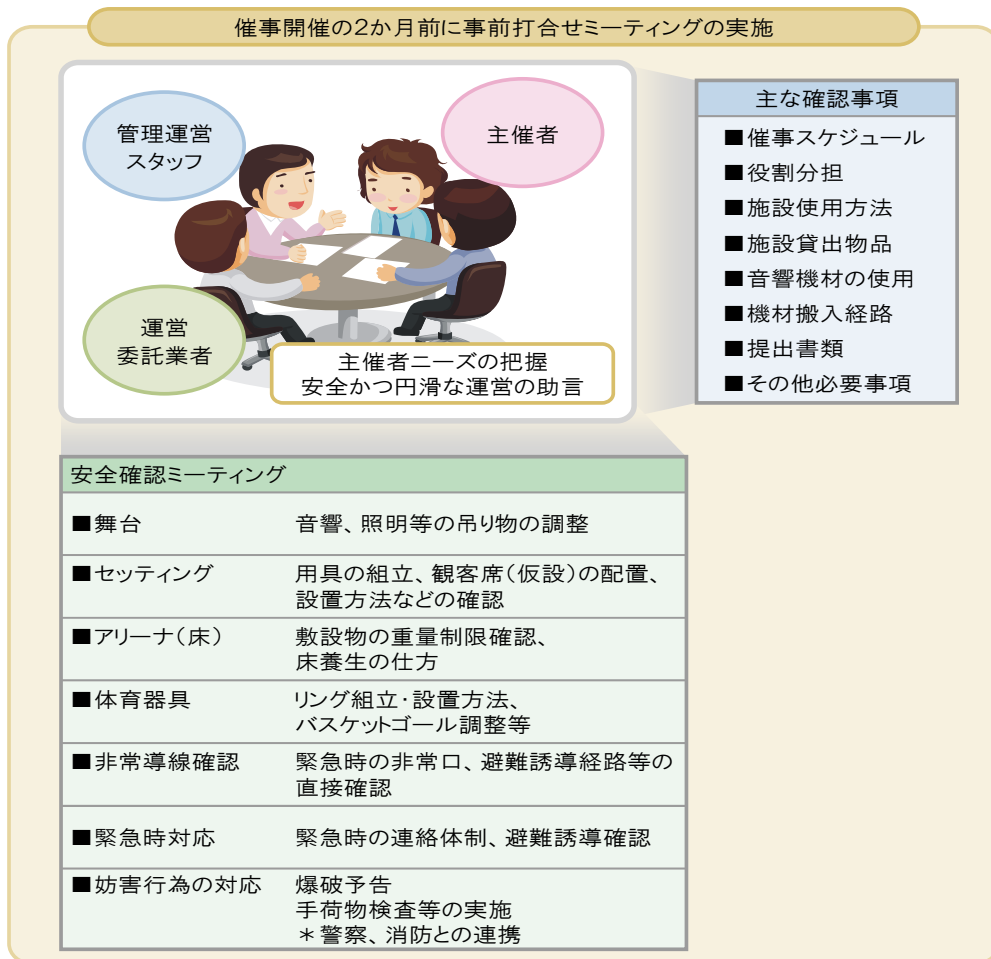 催事開催の2か月前に事前打合せミーティングの実施
管理運営
スタッフ
主催者
運営
委託業者
主催者ニーズの把握
安全かつ円滑な運営の助言
主な確認事項
■催事スケジュール
■役割分担
■施設使用方法
■施設貸出物品
■音響機材の使用
■機材搬入経路
■提出書類
■その他必要事項
安全確認ミーティング
■舞台 音響、照明等の吊り物の調整
■セッティング 用具の組立、観客席(仮設)の配置、
設置方法などの確認
■アリーナ(床) 敷設物の重量制限確認、
床養生の仕方
■体育器具 リング組立・設置方法、
バスケットゴール調整等
■非常導線確認 緊急時の非常口、避難誘導経路等の
直接確認
■緊急時対応 緊急時の連絡体制、避難誘導確認
■妨害行為の対応 爆破予告
手荷物検査等の実施
＊警察、消防との連携